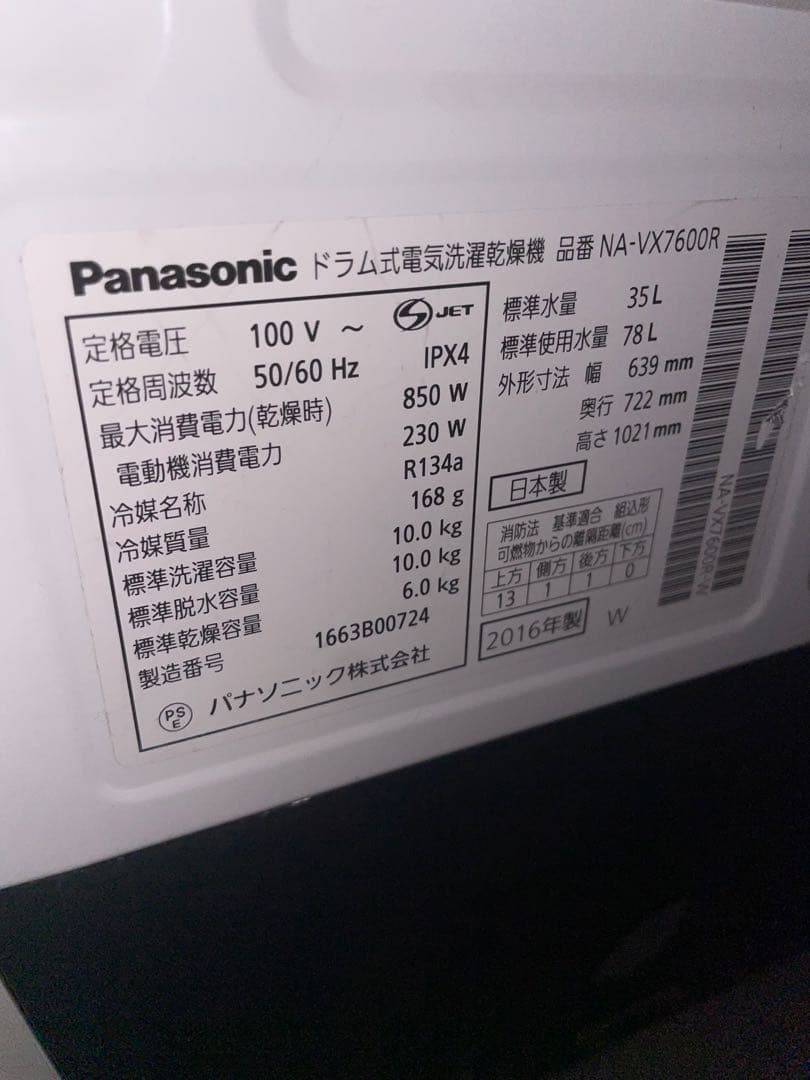 Panasonic ドラム式電気洗濯乾燥機 品番 NA-VX7600R
定格電圧 100 V ~ S JET
定格周波数 50/60 Hz IPX4
最大消費電力(乾燥時) 850 W
電動機消費電力 230 W
冷媒名称 R134a
冷媒質量 168 g
標準洗濯容量 10.0 kg
標準脱水容量 10.0 kg
標準乾燥容量 6.0 kg
製造番号 1663B00724
PSE パナソニック株式会社
標準水量 35 L
標準使用水量 78 L
外形寸法 幅 639 mm
奥行 722 mm
高さ 1021 mm
日本製
消防法 基準適合 組込形
可燃物からの離隔距離(cm)
上方 側方 後方 下方
13 1 1 0
2016年製 W
NA-VX7600R-W